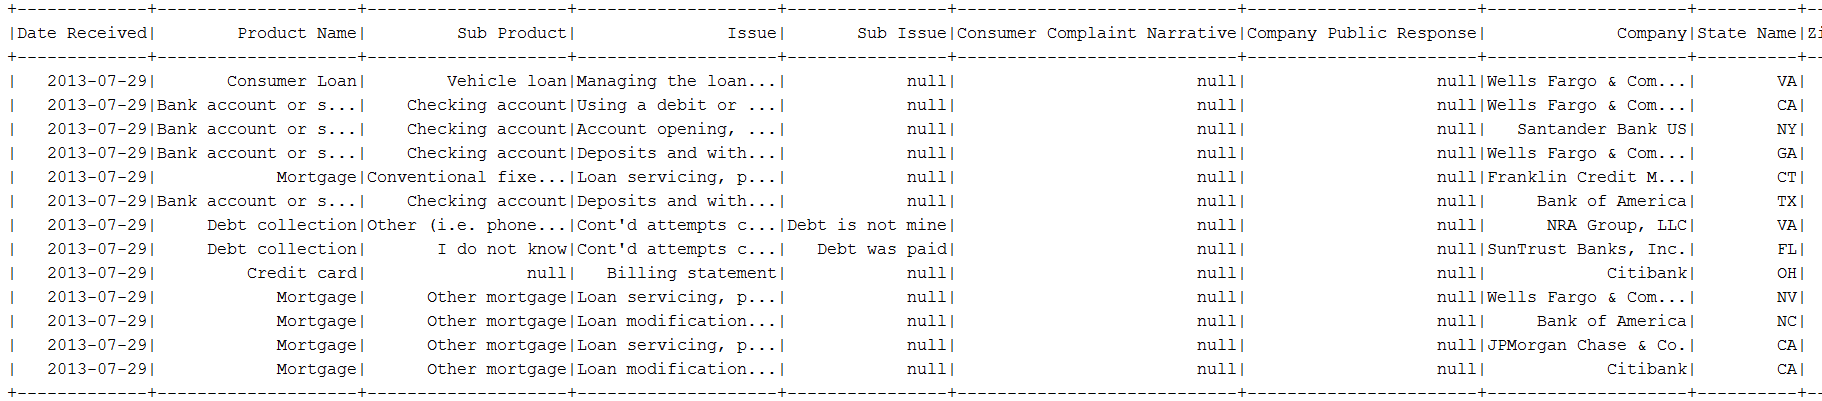 +-------------+--------------------+--------------------+--------------------+----------------+----------------------------+-----------------------+--------------------+----------+--
|Date Received|        Product Name|         Sub Product|               Issue|       Sub Issue|Consumer Complaint Narrative|Company Public Response|             Company|State Name|Zi
+-------------+--------------------+--------------------+--------------------+----------------+----------------------------+-----------------------+--------------------+----------+--
|   2013-07-29|       Consumer Loan|        Vehicle loan|Managing the loan...|            null|                        null|                   null|Wells Fargo & Com...|        VA|
|   2013-07-29|Bank account or s...|    Checking account|Using a debit or ...|            null|                        null|                   null|Wells Fargo & Com...|        CA|
|   2013-07-29|Bank account or s...|    Checking account|Account opening, ...|            null|                        null|                   null|   Santander Bank US|        NY|
|   2013-07-29|Bank account or s...|    Checking account|Deposits and with...|            null|                        null|                   null|Wells Fargo & Com...|        GA|
|   2013-07-29|            Mortgage|Conventional fixe...|Loan servicing, p...|            null|                        null|                   null|Franklin Credit M...|        CT|
|   2013-07-29|Bank account or s...|    Checking account|Deposits and with...|            null|                        null|                   null|     Bank of America|        TX|
|   2013-07-29|     Debt collection|Other (i.e. phone...|Cont'd attempts c...|Debt is not mine|                        null|                   null|      NRA Group, LLC|        VA|
|   2013-07-29|     Debt collection|       I do not know|Cont'd attempts c...|   Debt was paid|                        null|                   null|SunTrust Banks, Inc.|        FL|
|   2013-07-29|         Credit card|                null|   Billing statement|            null|                        null|                   null|            Citibank|        OH|
|   2013-07-29|            Mortgage|      Other mortgage|Loan servicing, p...|            null|                        null|                   null|Wells Fargo & Com...|        NV|
|   2013-07-29|            Mortgage|      Other mortgage|Loan modification...|            null|                        null|                   null|     Bank of America|        NC|
|   2013-07-29|            Mortgage|      Other mortgage|Loan servicing, p...|            null|                        null|                   null|JPMorgan Chase & Co.|        CA|
|   2013-07-29|            Mortgage|      Other mortgage|Loan modification...|            null|                        null|                   null|            Citibank|        CA|
+-------------+--------------------+--------------------+--------------------+----------------+----------------------------+-----------------------+--------------------+----------+--